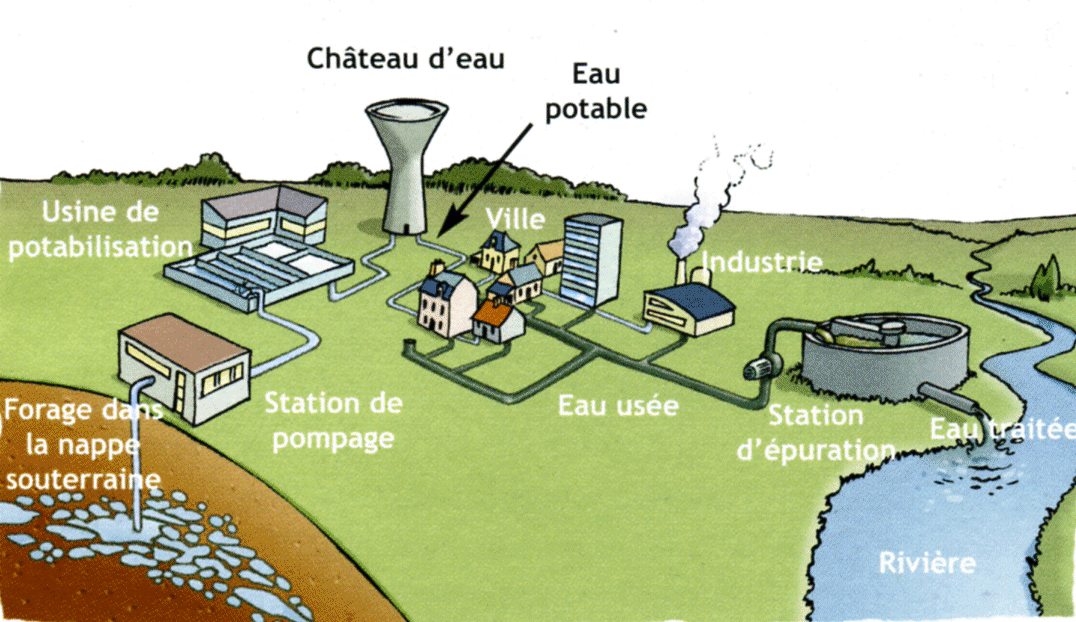 Château d'eau
Eau
potable
Usine de
potabilisation
Ville
Industrie
Forage dans
la nappe
souterraine
Station de
pompage
Eau usée
Station
d'épuration
Eau traitée
Rivière